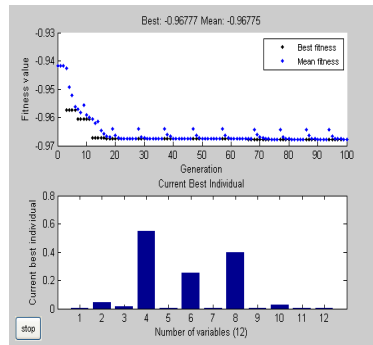 Best: -0.96777 Mean: -0.96775
-0.93
-0.94
-0.95
-0.96
-0.97
Fitness value
Best fitness
Mean fitness
0 10 20 30 40 50 60 70 80 90 100
Generation
Current Best Individual
0.8
0.6
0.4
0.2
0
Current best individual
1 2 3 4 5 6 7 8 9 10 11 12
Number of variables (12)
stop